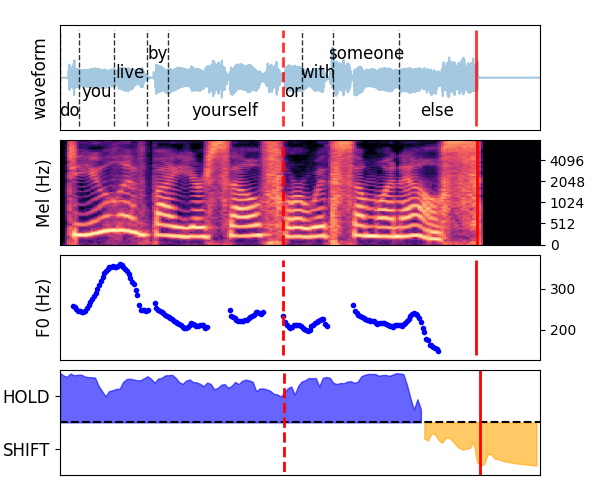 waveform
do you live by yourself or with someone else
Mel (Hz)
4096
2048
1024
512
0
F0 (Hz)
300
200
HOLD
SHIFT